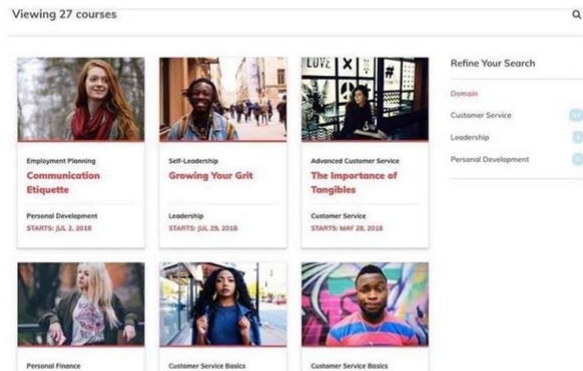 Viewing 27 courses
Refine Your Search
Domain
Customer Service
Leadership
Personal Development
LOVE X
#
Employment Planning
Communication
Etiquette
Personal Development
STARTS: JUL 2, 2018
Self-Leadership
Growing Your Grit
Leadership
STARTS: JUL 29, 2018
Advanced Customer Service
The Importance of
Tangibles
Customer Service
STARTS: MAY 28, 2018
Personal Finance
Customer Service Basics
Customer Service Basics